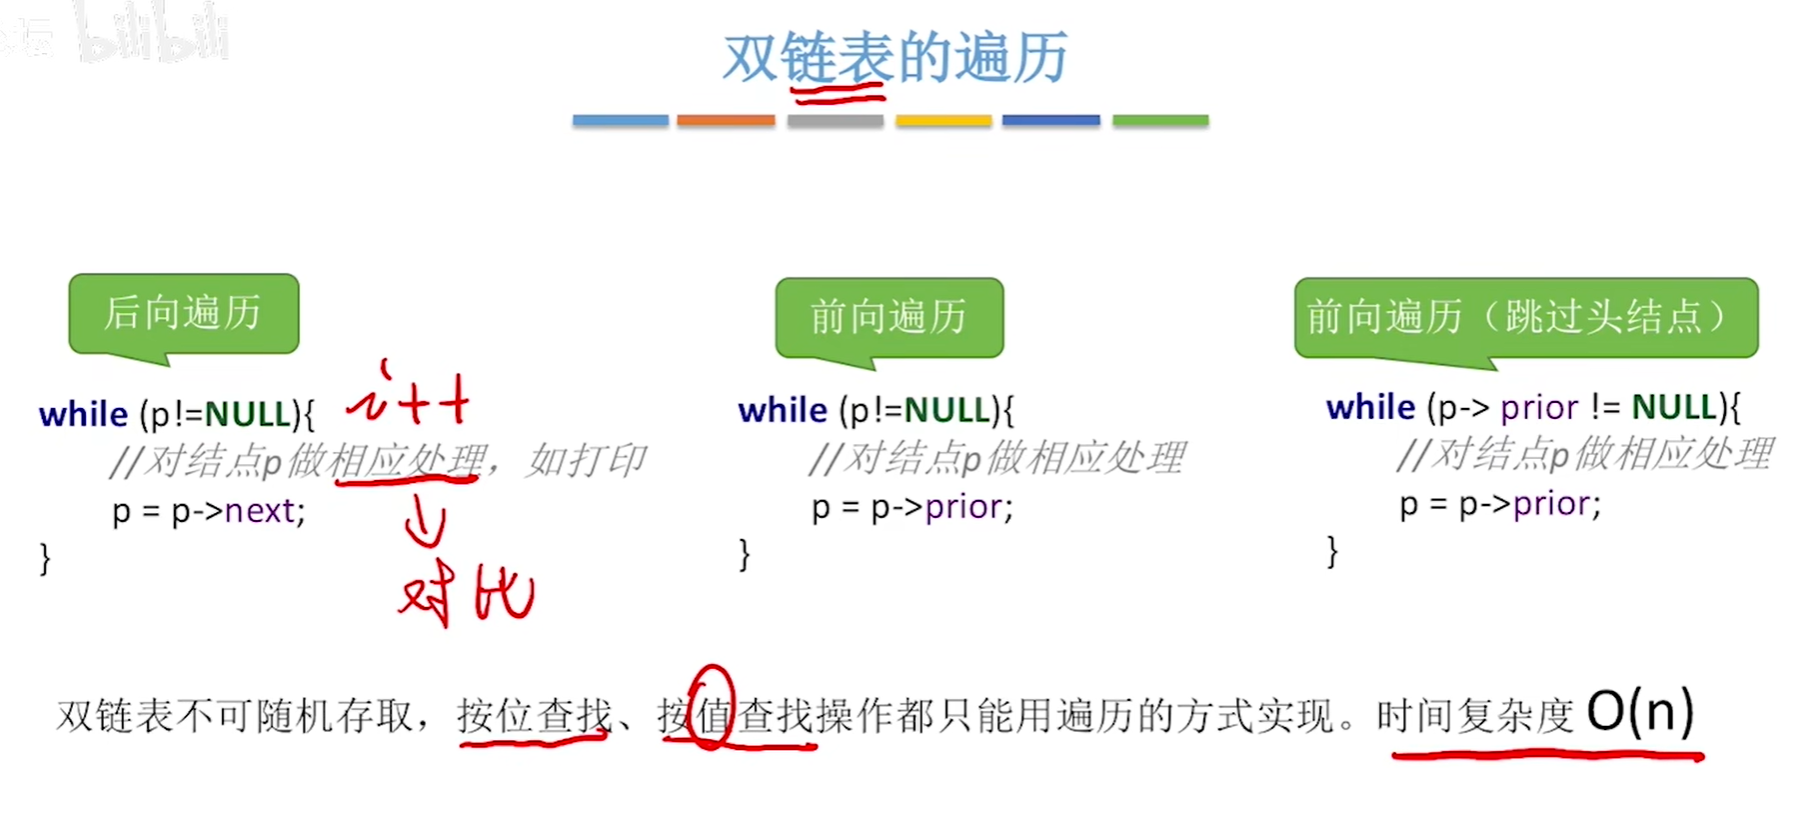 坛 bilibili
双链表的遍历
后向遍历
while (p!=NULL){ i++
//对结点p做相应处理，如打印
p = p->next;
}
对比
前向遍历
while (p!=NULL){
//对结点p做相应处理
p = p->prior;
}
前向遍历（跳过头结点）
while (p-> prior != NULL){
//对结点p做相应处理
p = p->prior;
}
双链表不可随机存取，按位查找、按值查找操作都只能用遍历的方式实现。时间复杂度 O(n)